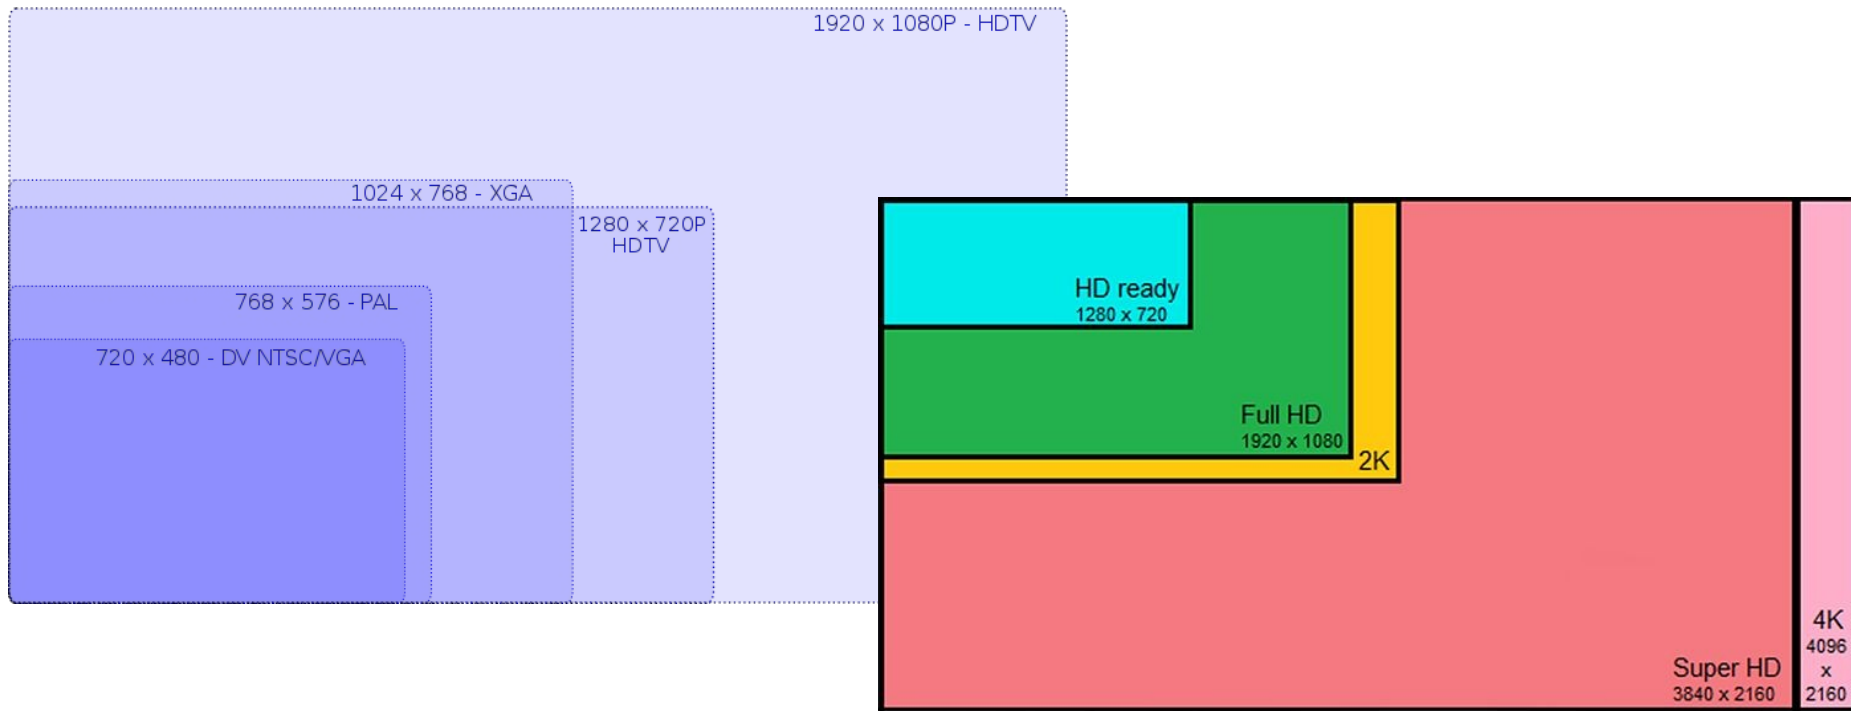 1920 x 1080P - HDTV
1024 x 768 - XGA
1280 x 720P
HDTV
768 x 576 - PAL
720 x 480 - DV NTSC/VGA
HD ready
1280 x 720
Full HD
1920 x 1080
2K
Super HD
3840 x 2160
4K
4096
x
2160